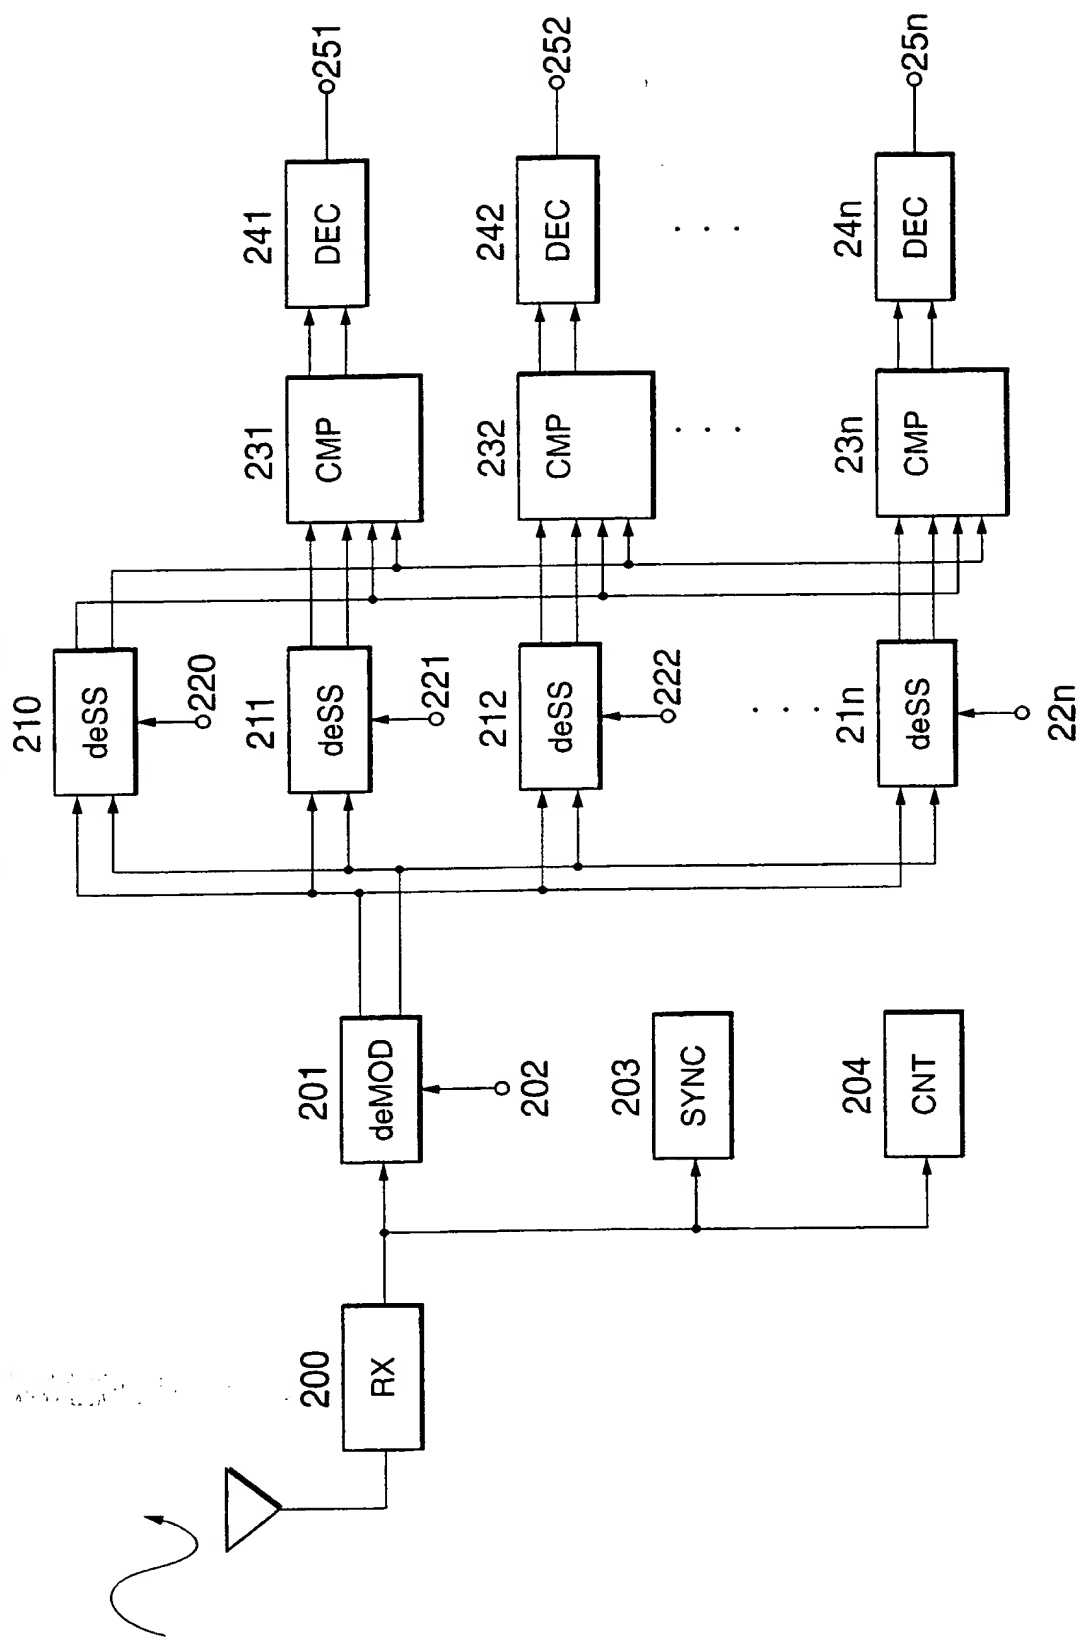 200
RX
201
deMOD
202
203
SYNC
204
CNT
210
deSS
220
211
deSS
221
212
deSS
222
. . .
21n
deSS
22n
231
CMP
232
CMP
. . .
23n
CMP
241
DEC
251
242
DEC
252
. . .
24n
DEC
25n